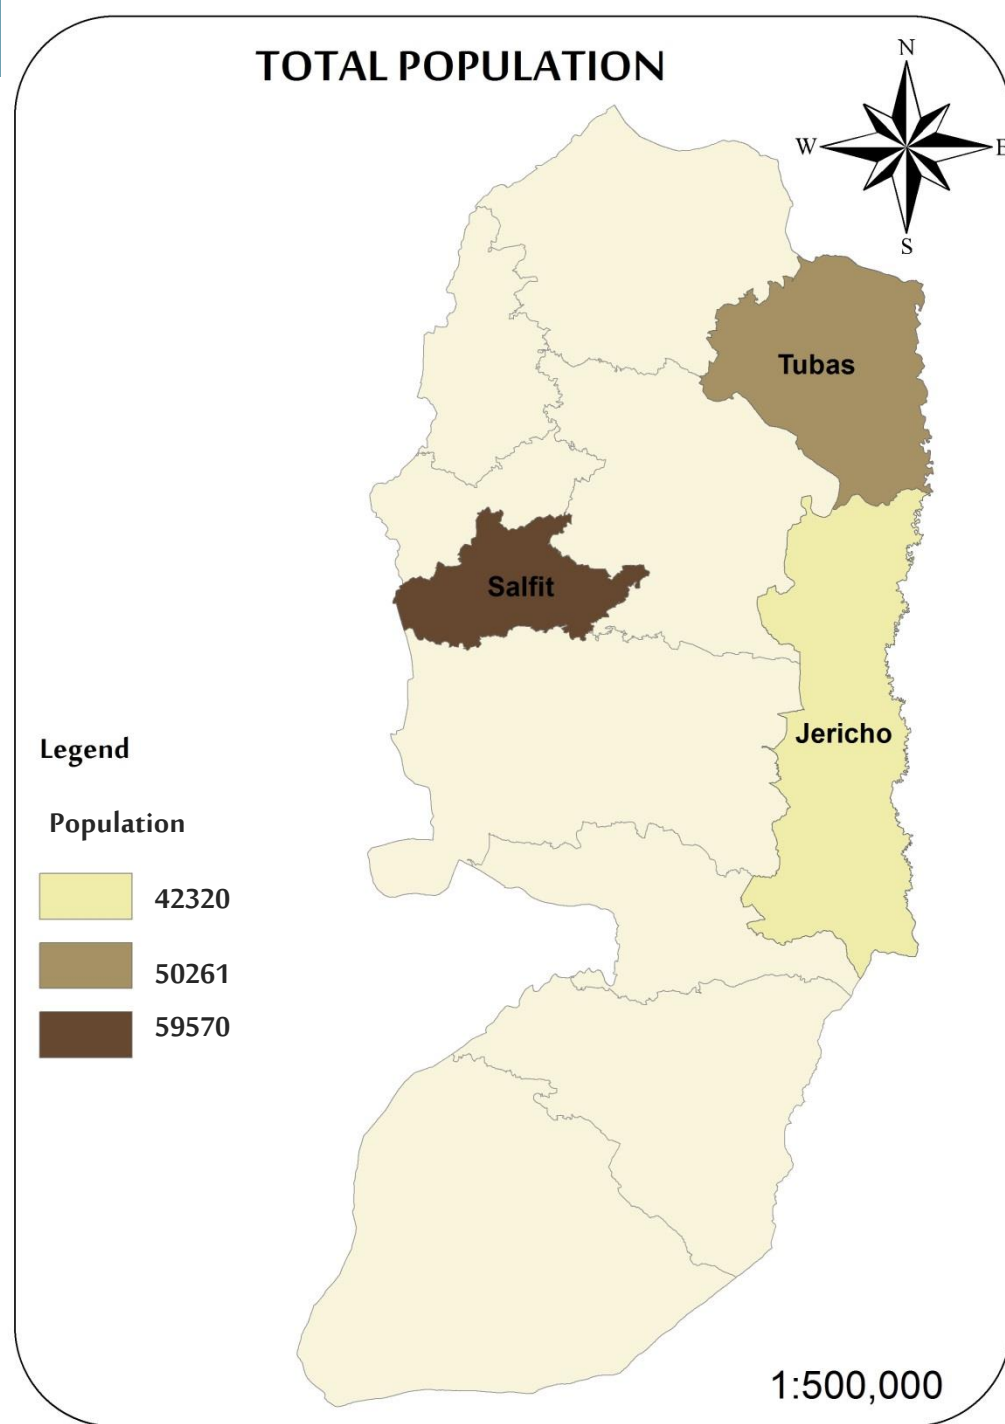 TOTAL POPULATION
N
W
E
S
Tubas
Salfit
Jericho
Legend
Population
42320
50261
59570
1:500,000